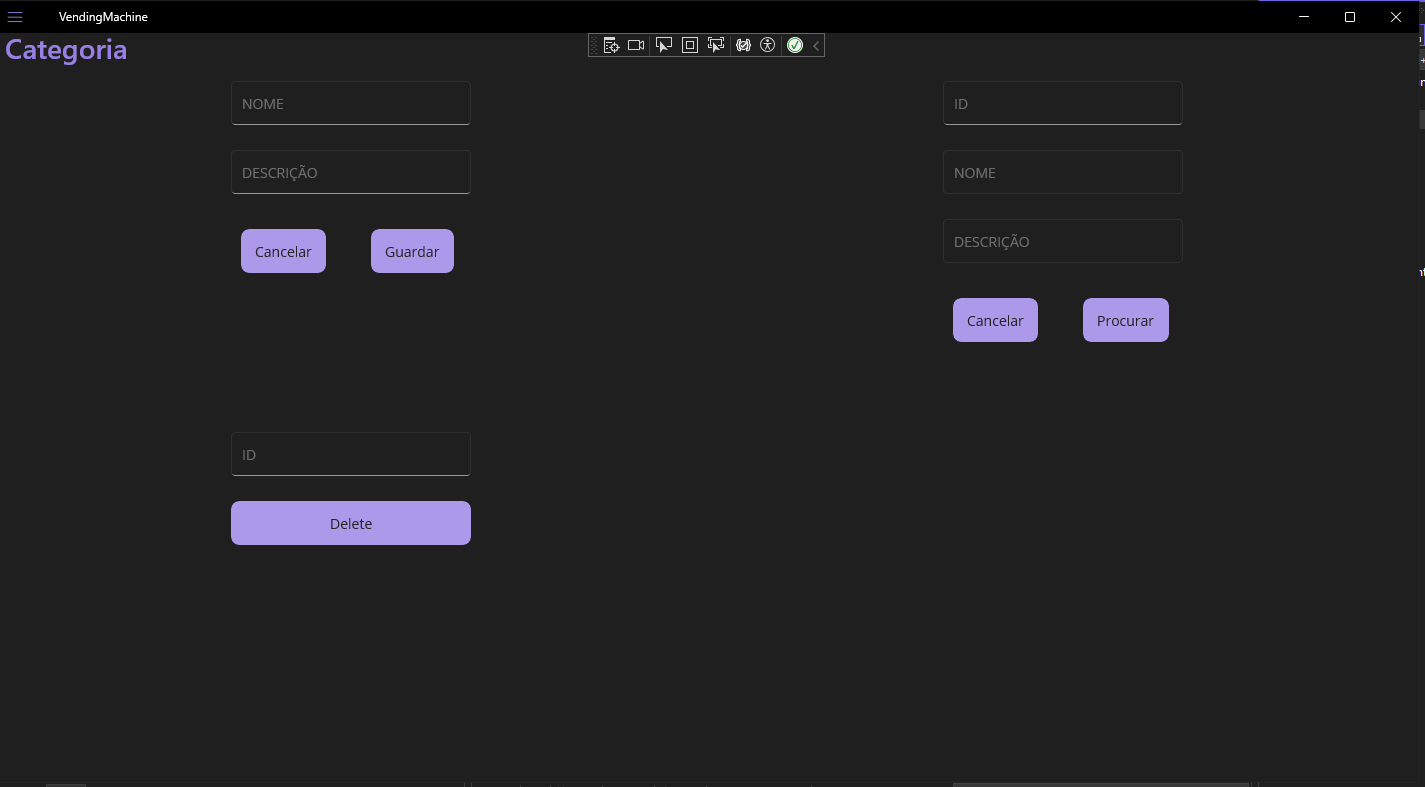 VendingMachine
Categoria
NOME
DESCRIÇÃO
Cancelar Guardar
ID
NOME
DESCRIÇÃO
Cancelar Procurar
ID
Delete